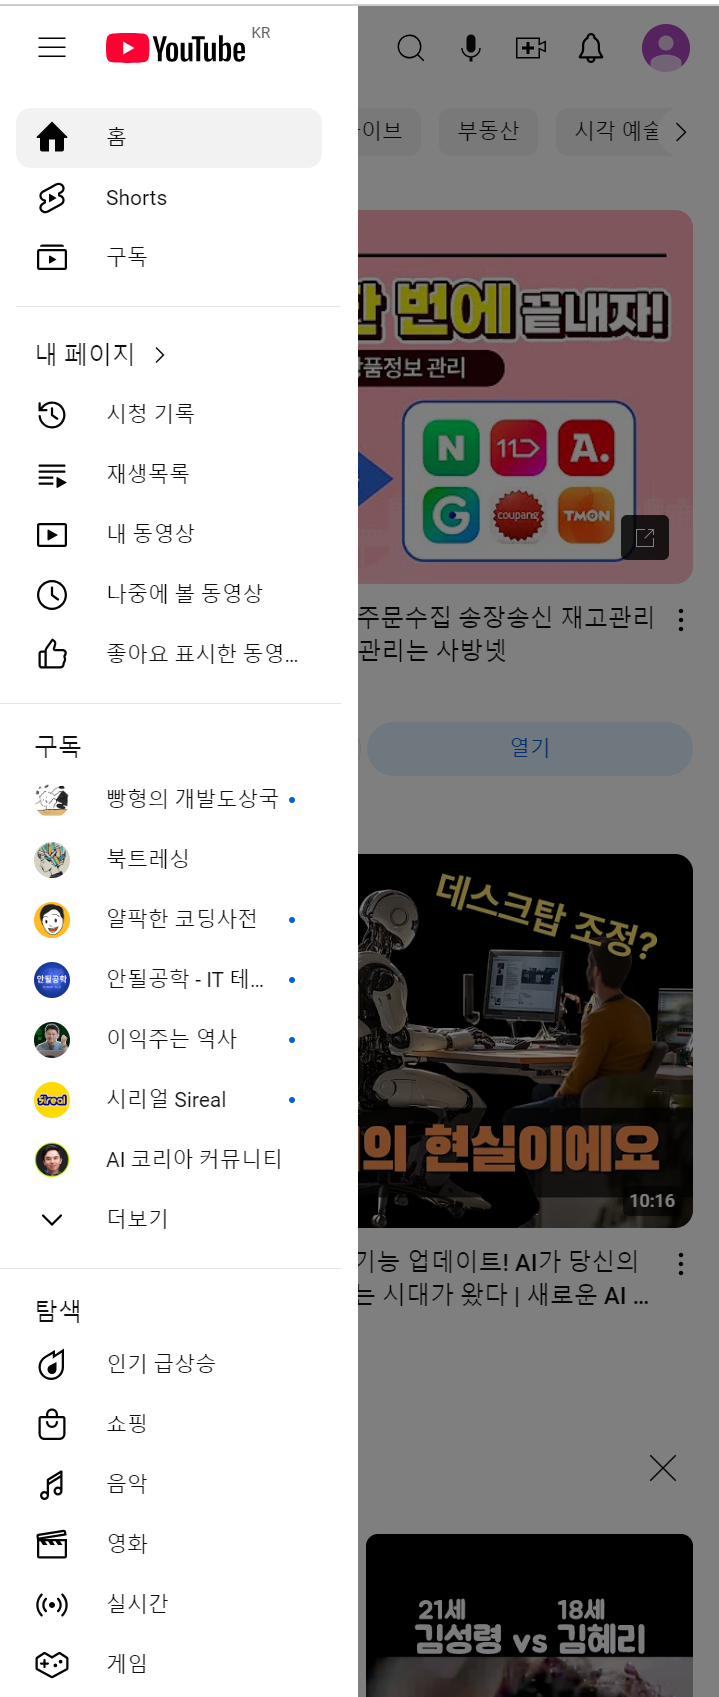 YouTube KR
홈
Shorts
구독
내 페이지
시청 기록
재생목록
내 동영상
나중에 볼 동영상
좋아요 표시한 동영...
구독
빵형의 개발도상국
북트레싱
얄팍한 코딩사전
안될공학 - IT 테...
이익주는 역사
시리얼 Sireal
AI 코리아 커뮤니티
더보기
탐색
인기 급상승
쇼핑
음악
영화
실시간
게임
이브
부동산
시각 예술
번에 끝내자!
품정보 관리
N
11
A.
G
coupang
TMON
주문수집 송장송신 재고관리
관리는 사방넷
열기
데스크탑 조정?
의 현실이에요
10:16
기능 업데이트! AI가 당신의
는 시대가 왔다 | 새로운 AI ...
21세 18세
김성령 vs 김혜리
안될공학
Sireal